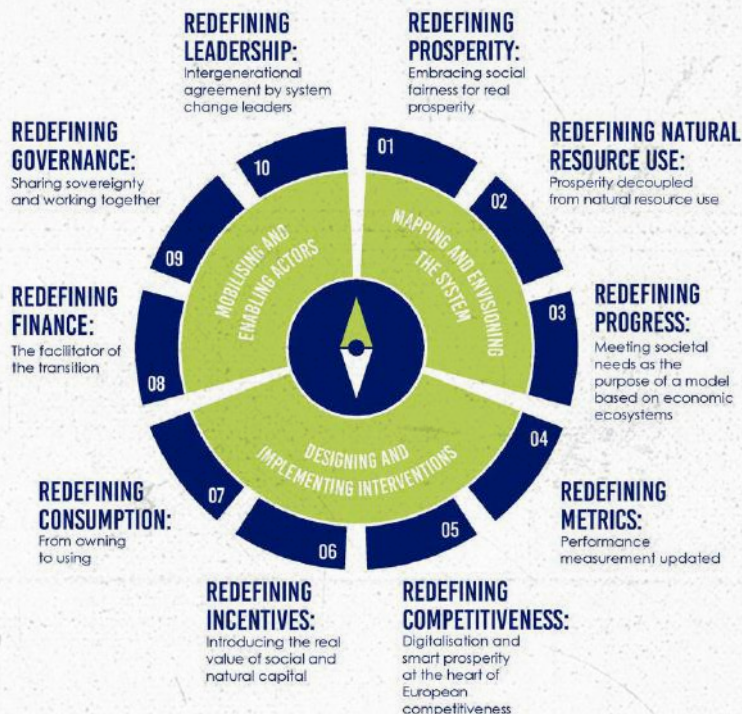 REDEFINING
LEADERSHIP:
Intergenerational
agreement by system
change leaders
REDEFINING
PROSPERITY:
Embracing social
fairness for real
prosperity
REDEFINING
GOVERNANCE:
Sharing sovereignty
and working together
REDEFINING NATURAL
RESOURCE USE:
Prosperity decoupled
from natural resource use
REDEFINING
FINANCE:
The facilitator of
the transition
REDEFINING
PROGRESS:
Meeting societal
needs as the
purpose of a model
based on economic
ecosystems
REDEFINING
CONSUMPTION:
From owning
to using
REDEFINING
METRICS:
Performance
measurement updated
REDEFINING
INCENTIVES:
Introducing the real
value of social and
natural capital
REDEFINING
COMPETITIVENESS:
Digitalisation and
smart prosperity
at the heart of
European
competitiveness
01
02
03
04
05
06
07
08
09
10
MAPPING AND ENVISIONING
THE SYSTEM
DESIGNING AND
IMPLEMENTING INTERVENTIONS
MOBILISING AND
ENABLING ACTORS